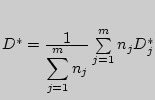 $D^{*} = \frac{1}{\sum_{j=1}^{m} n_j} \sum_{j=1}^{m} n_j D_j^{*}$